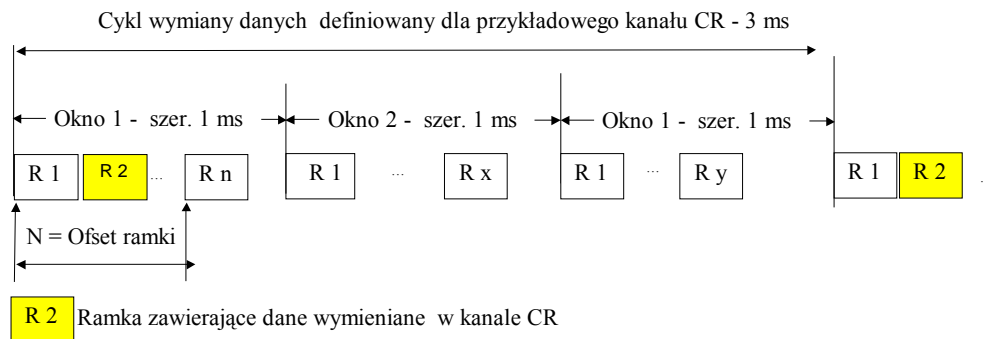 Cykl wymiany danych definiowany dla przykładowego kanału CR - 3 ms
Okno 1 - szer. 1 ms Okno 2 - szer. 1 ms Okno 1 - szer. 1 ms
R 1 R 2 ... R n R 1 ... R x R 1 ... R y R 1 R 2 .
N = Ofset ramki
R 2 Ramka zawierające dane wymieniane w kanale CR